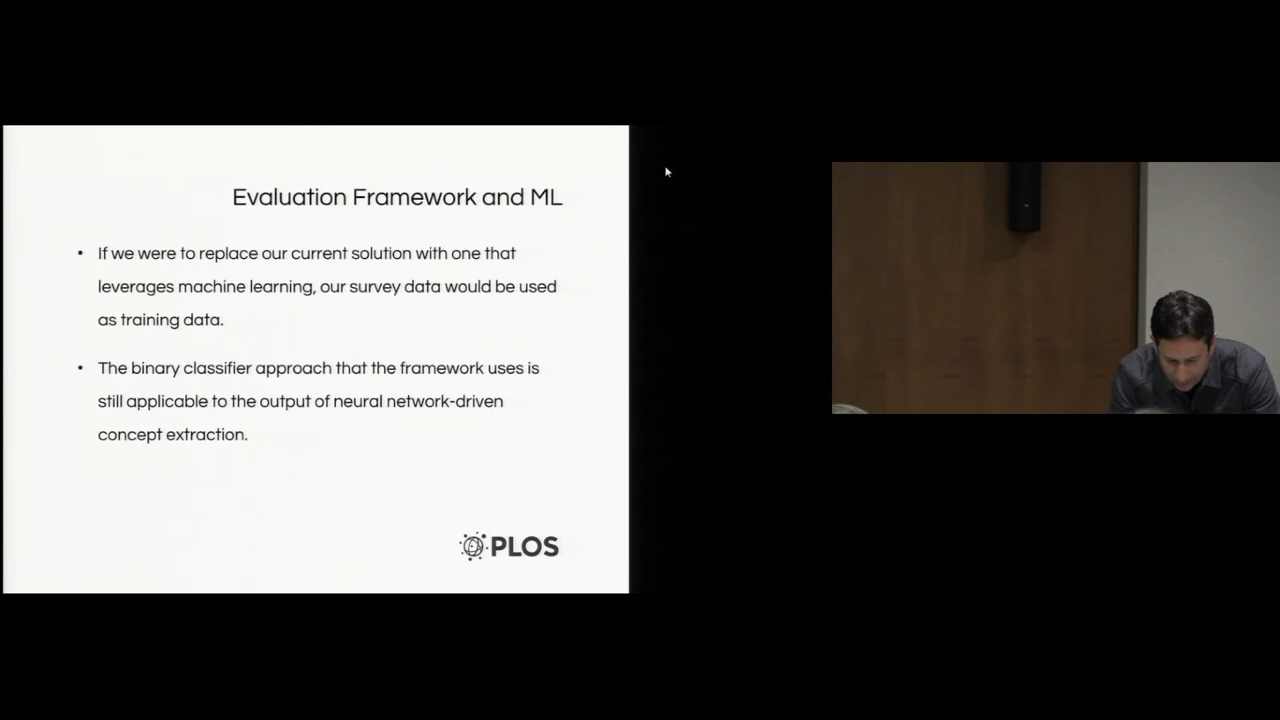 Evaluation Framework and ML
• If we were to replace our current solution with one that
leverages machine learning, our survey data would be used
as training data.
• The binary classifier approach that the framework uses is
still applicable to the output of neural network-driven
concept extraction.
PLOS